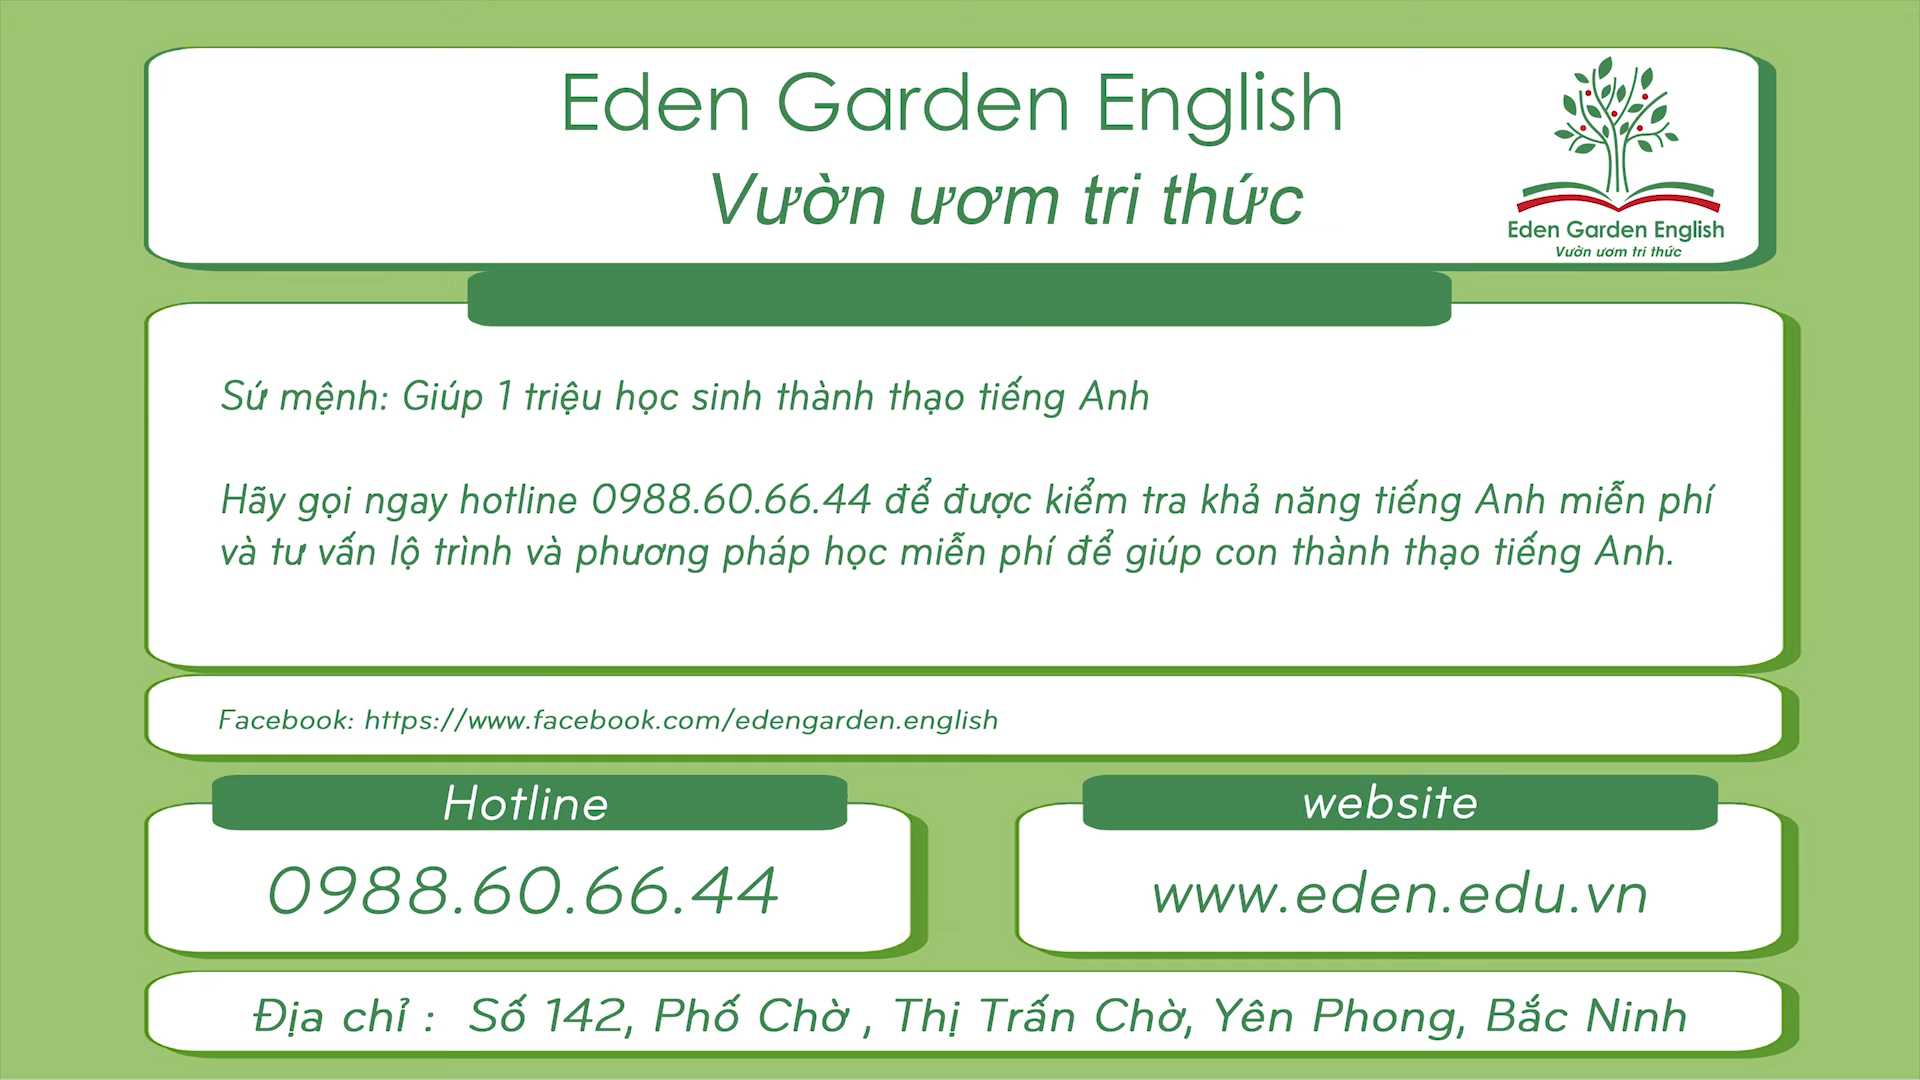 Eden Garden English
Vườn ươm tri thức
Eden Garden English
Vườn ươm tri thức
Sứ mệnh: Giúp 1 triệu học sinh thành thạo tiếng Anh
Hãy gọi ngay hotline 0988.60.66.44 để được kiểm tra khả năng tiếng Anh miễn phí
và tư vấn lộ trình và phương pháp học miễn phí để giúp con thành thạo tiếng Anh.
Facebook: https://www.facebook.com/edengarden.english
Hotline
0988.60.66.44
website
www.eden.edu.vn
Địa chỉ : Số 142, Phố Chờ , Thị Trấn Chờ, Yên Phong, Bắc Ninh